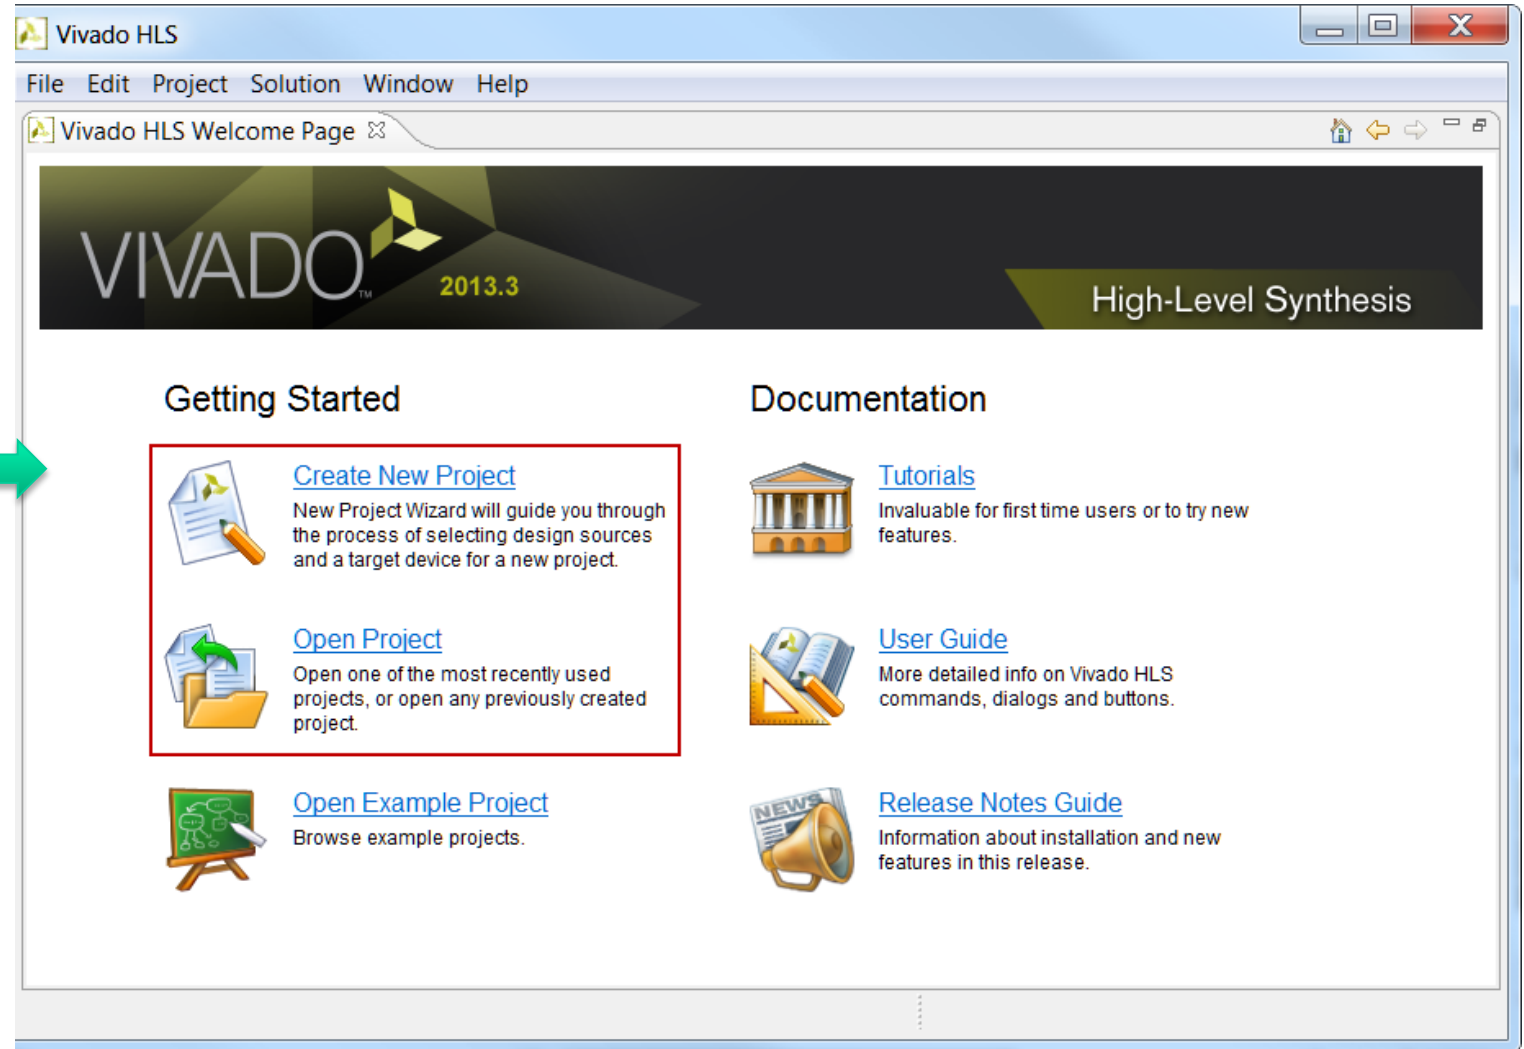 Vivado HLS
File Edit Project Solution Window Help
Vivado HLS Welcome Page
VIVADO™ 2013.3
High-Level Synthesis
Getting Started
Create New Project
New Project Wizard will guide you through
the process of selecting design sources
and a target device for a new project.
Open Project
Open one of the most recently used
projects, or open any previously created
project.
Open Example Project
Browse example projects.
Documentation
Tutorials
Invaluable for first time users or to try new
features.
User Guide
More detailed info on Vivado HLS
commands, dialogs and buttons.
NEWS
Release Notes Guide
Information about installation and new
features in this release.